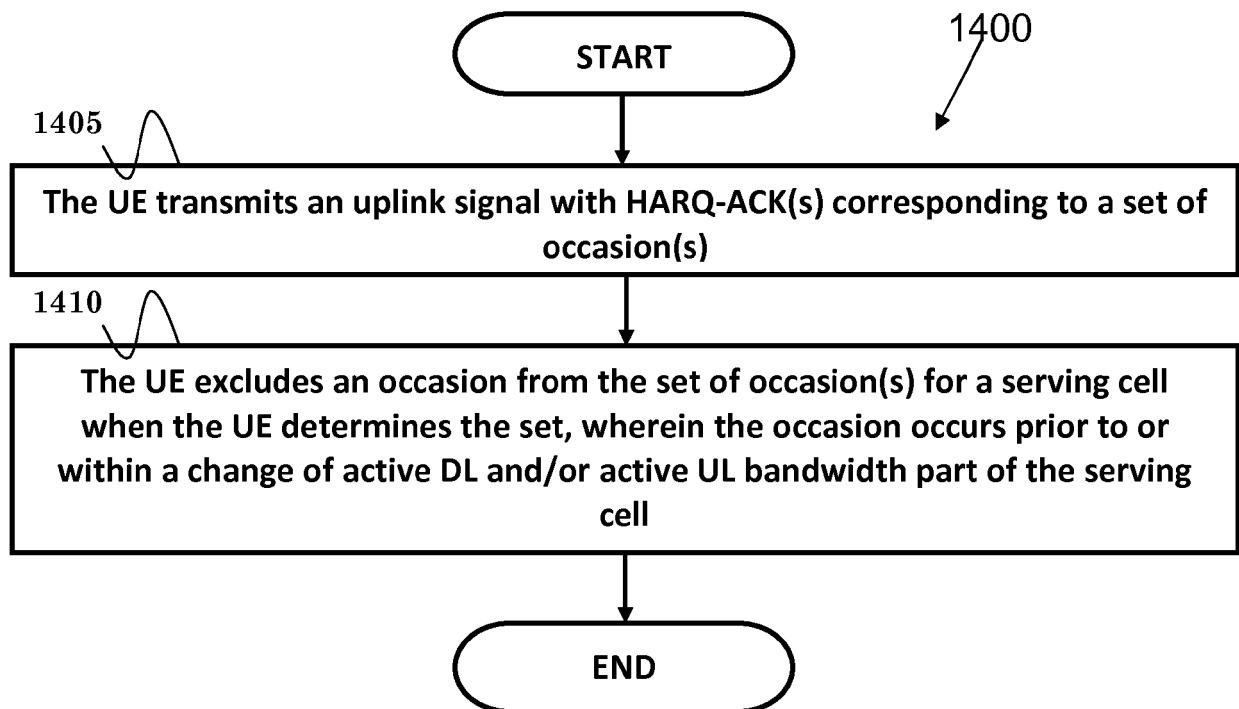 START
1400
1405
The UE transmits an uplink signal with HARQ-ACK(s) corresponding to a set of
occasion(s)
1410
The UE excludes an occasion from the set of occasion(s) for a serving cell
when the UE determines the set, wherein the occasion occurs prior to or
within a change of active DL and/or active UL bandwidth part of the serving
cell
END